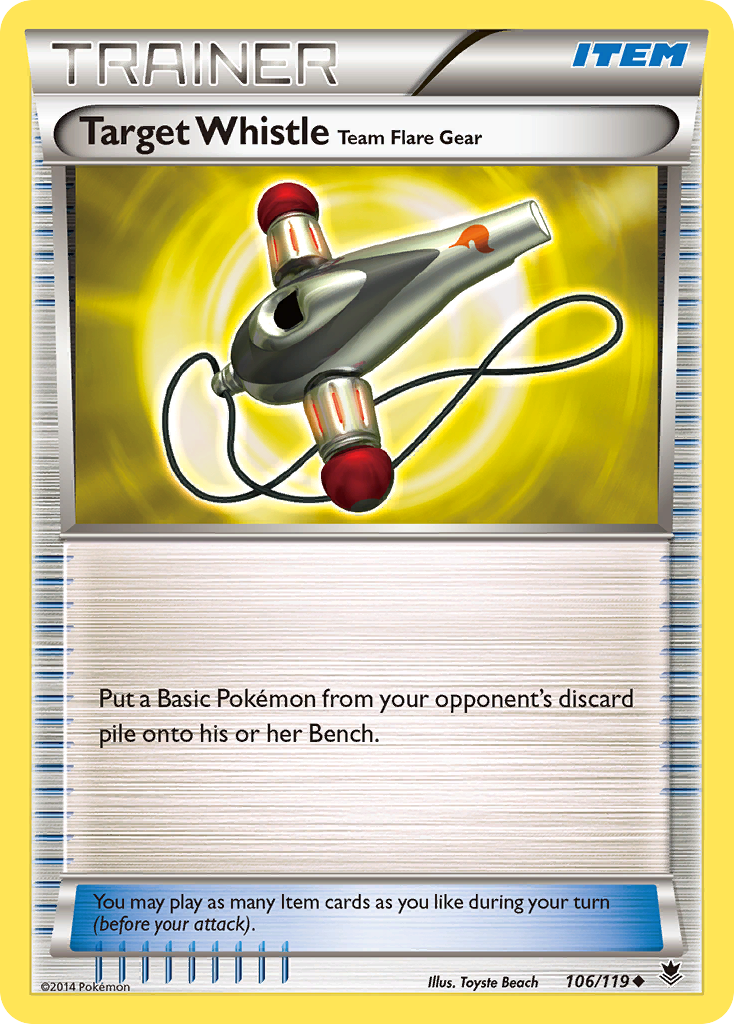 TRAINER
ITEM
Target Whistle Team Flare Gear
Put a Basic Pokémon from your opponent's discard
pile onto his or her Bench.
You may play as many Item cards as you like during your turn
(before your attack).
©2014 Pokémon
Illus. Toyste Beach
106/119